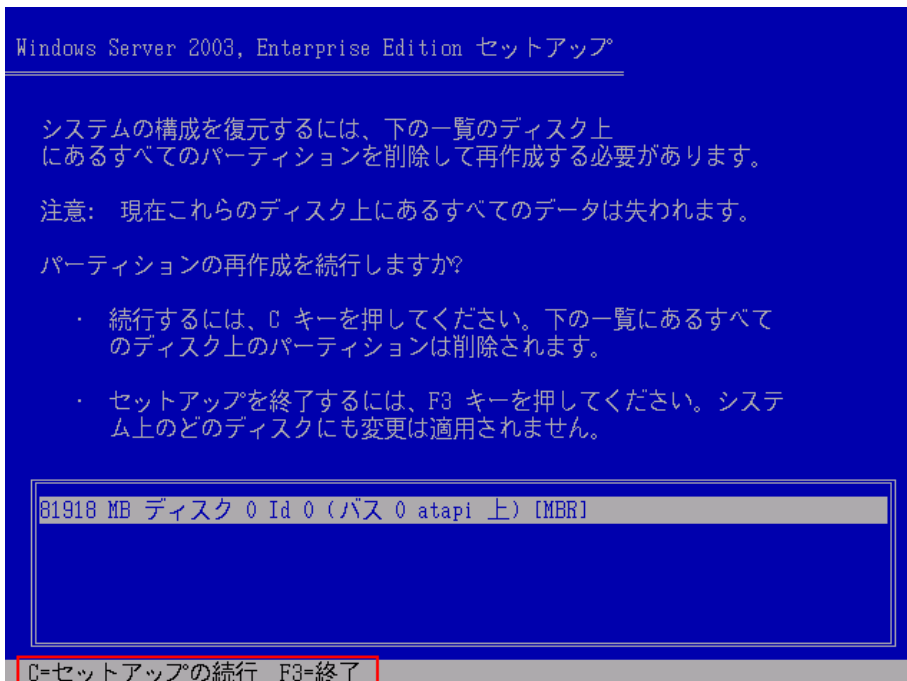 Windows Server 2003, Enterprise Edition セットアップ
システムの構成を復元するには、下の一覧のディスク上
にあるすべてのパーティションを削除して再作成する必要があります。
注意: 現在これらのディスク上にあるすべてのデータは失われます。
パーティションの再作成を続行しますか?
・ 続行するには、C キーを押してください。下の一覧にあるすべて
のディスク上のパーティションは削除されます。
・ セットアップを終了するには、F3 キーを押してください。システ
ム上のどのディスクにも変更は適用されません。
81918 MB ディスク 0 Id 0 (バス 0 atapi 上) [MBR]
C=セットアップの続行 F3=終了